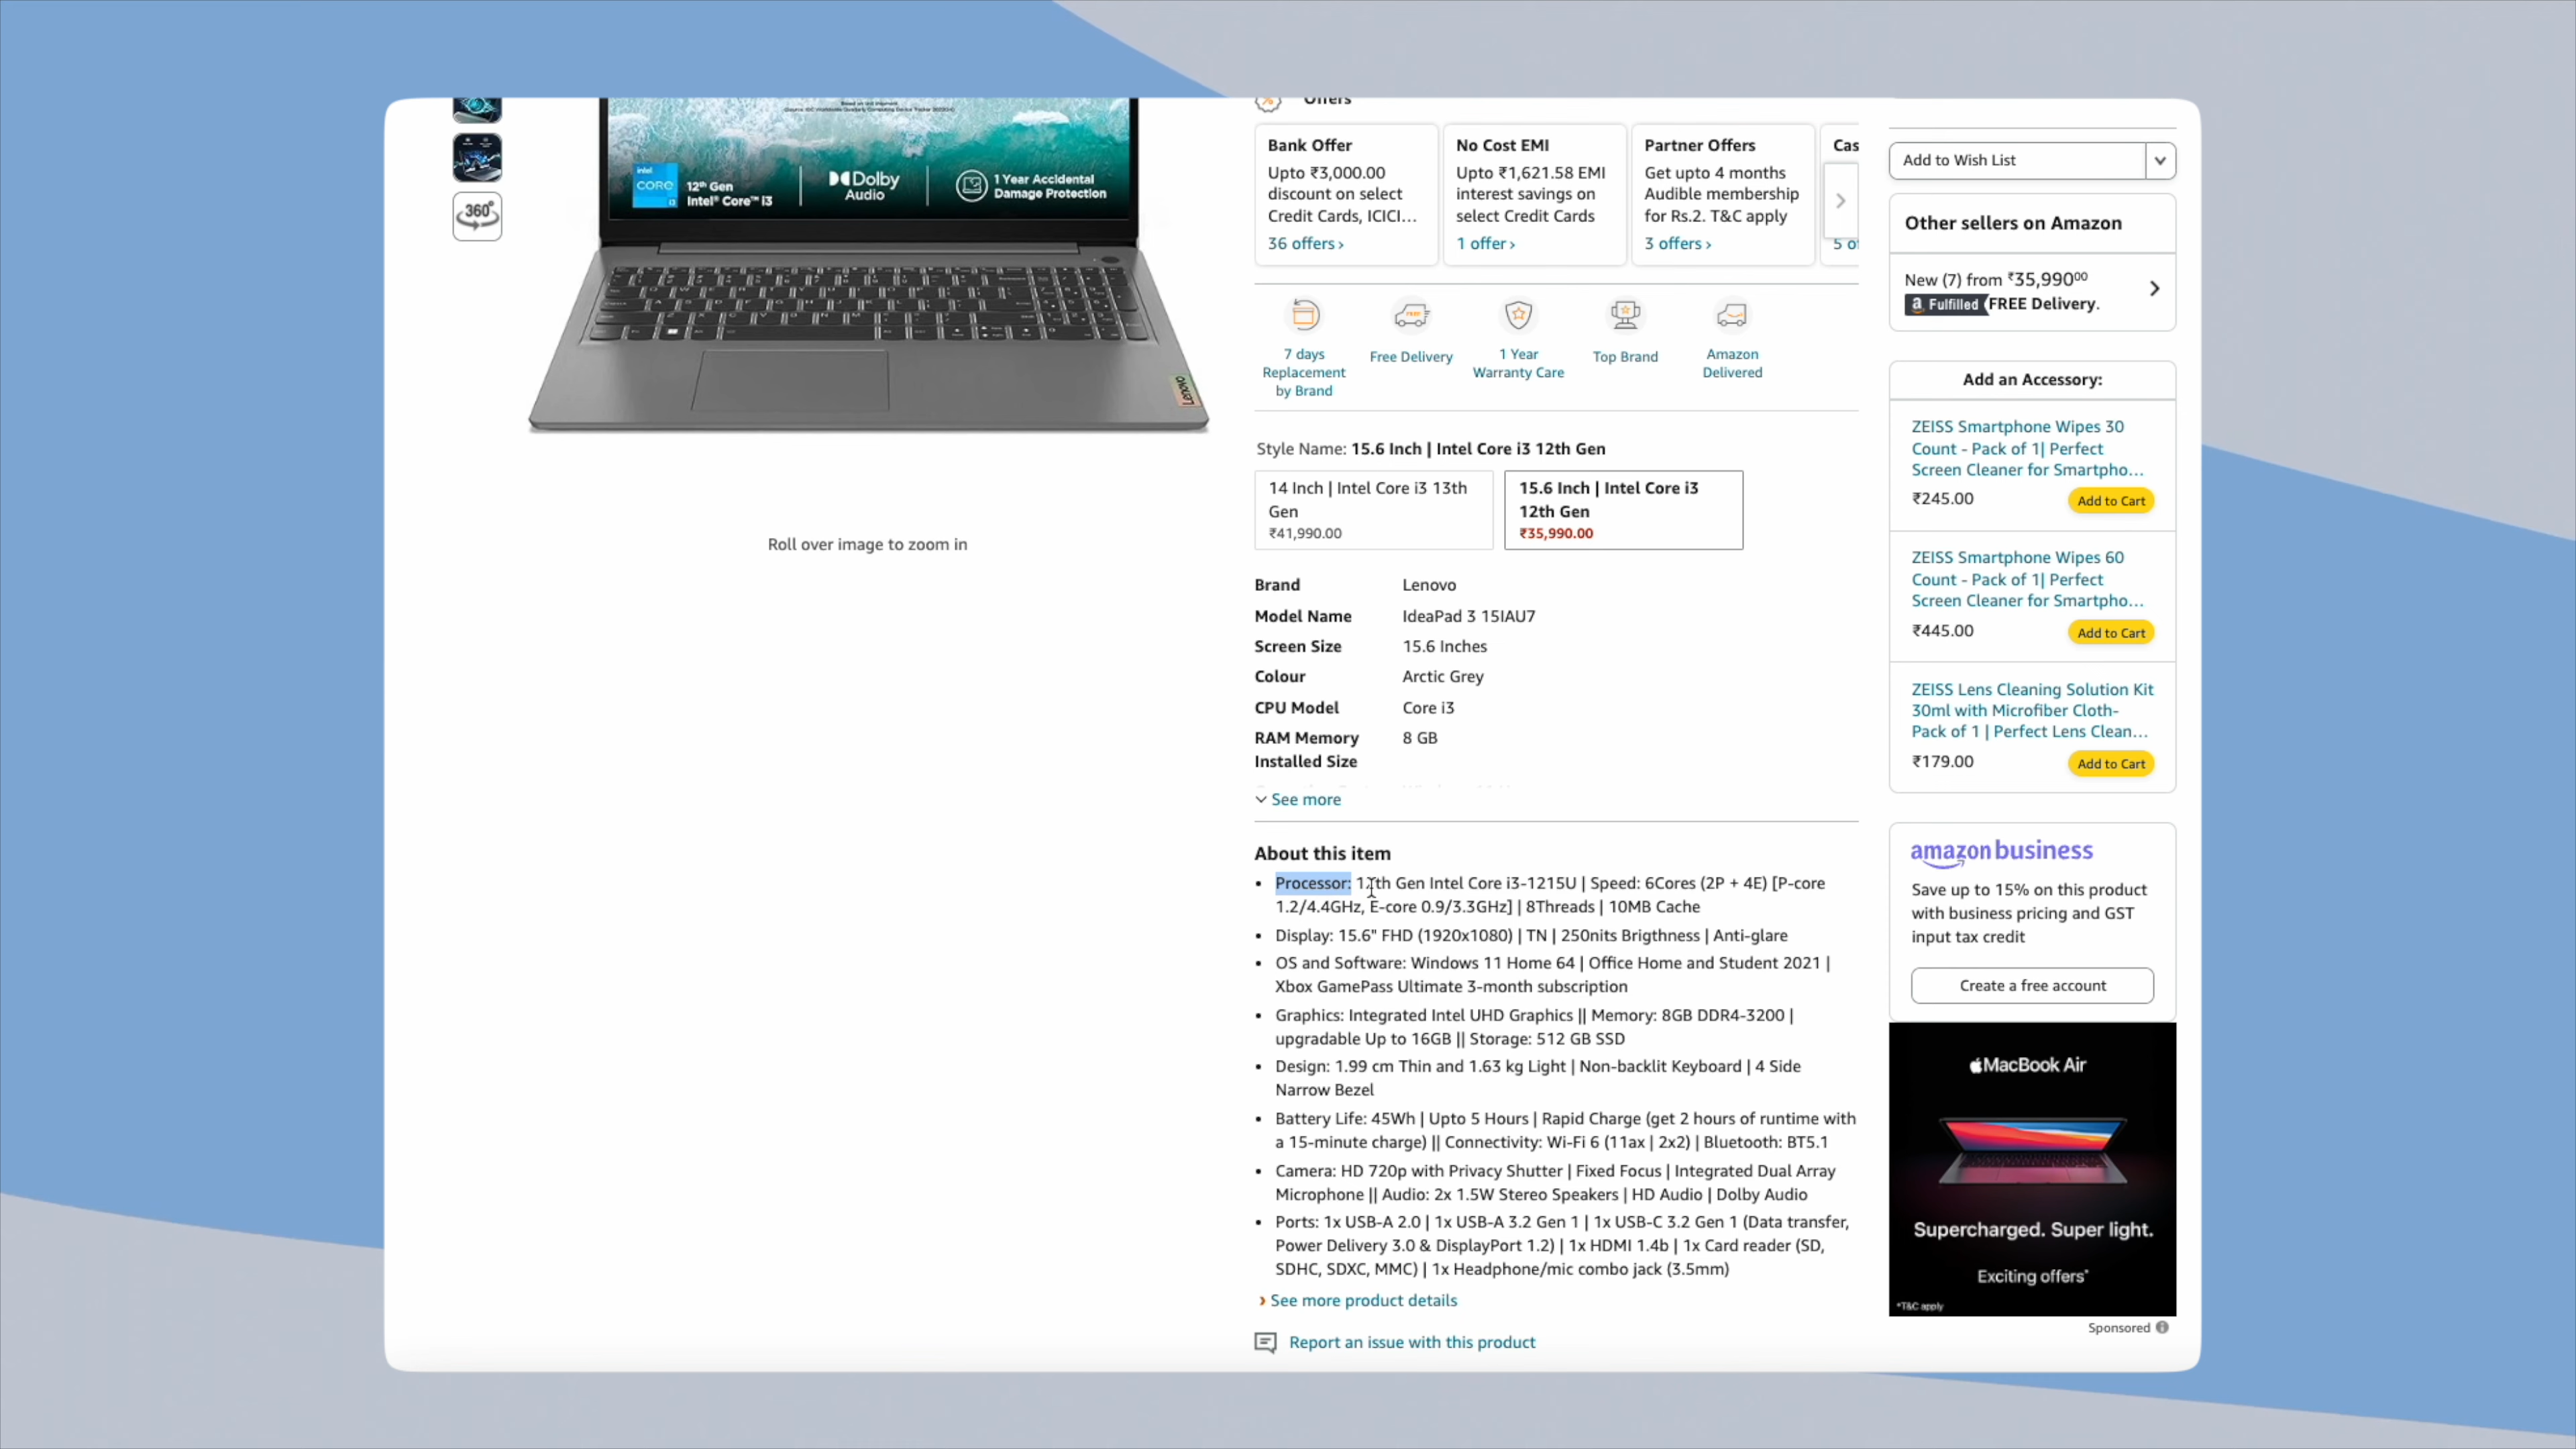 intel
CORE
i3
12th Gen
Intel® Core™ i3
Dolby
Audio
1 Year Accidental
Damage Protection
360°
Lenovo
Roll over image to zoom in
Offers
Bank Offer
Upto ₹3,000.00
discount on select
Credit Cards, ICICI…
36 offers ›
No Cost EMI
Upto ₹1,621.58 EMI
interest savings on
select Credit Cards
1 offer ›
Partner Offers
Get upto 4 months
Audible membership
for Rs.2. T&C apply
3 offers ›
Cas
5 of
7 days
Replacement
by Brand
Free Delivery
1 Year
Warranty Care
Top Brand
Amazon
Delivered
Style Name: 15.6 Inch | Intel Core i3 12th Gen
14 Inch | Intel Core i3 13th
Gen
₹41,990.00
15.6 Inch | Intel Core i3
12th Gen
₹35,990.00
Brand Lenovo
Model Name IdeaPad 3 15IAU7
Screen Size 15.6 Inches
Colour Arctic Grey
CPU Model Core i3
RAM Memory 8 GB
Installed Size
See more
About this item
• Processor: 12th Gen Intel Core i3-1215U | Speed: 6Cores (2P + 4E) [P-core
1.2/4.4GHz, E-core 0.9/3.3GHz] | 8Threads | 10MB Cache
• Display: 15.6" FHD (1920x1080) | TN | 250nits Brigthness | Anti-glare
• OS and Software: Windows 11 Home 64 | Office Home and Student 2021 |
Xbox GamePass Ultimate 3-month subscription
• Graphics: Integrated Intel UHD Graphics || Memory: 8GB DDR4-3200 |
upgradable Up to 16GB || Storage: 512 GB SSD
• Design: 1.99 cm Thin and 1.63 kg Light | Non-backlit Keyboard | 4 Side
Narrow Bezel
• Battery Life: 45Wh | Upto 5 Hours | Rapid Charge (get 2 hours of runtime with
a 15-minute charge) || Connectivity: Wi-Fi 6 (11ax | 2x2) | Bluetooth: BT5.1
• Camera: HD 720p with Privacy Shutter | Fixed Focus | Integrated Dual Array
Microphone || Audio: 2x 1.5W Stereo Speakers | HD Audio | Dolby Audio
• Ports: 1x USB-A 2.0 | 1x USB-A 3.2 Gen 1 | 1x USB-C 3.2 Gen 1 (Data transfer,
Power Delivery 3.0 & DisplayPort 1.2) | 1x HDMI 1.4b | 1x Card reader (SD,
SDHC, SDXC, MMC) | 1x Headphone/mic combo jack (3.5mm)
› See more product details
Report an issue with this product
Add to Wish List
Other sellers on Amazon
New (7) from ₹35,990⁰⁰
a Fulfilled FREE Delivery.
Add an Accessory:
ZEISS Smartphone Wipes 30
Count - Pack of 1| Perfect
Screen Cleaner for Smartpho…
₹245.00 Add to Cart
ZEISS Smartphone Wipes 60
Count - Pack of 1| Perfect
Screen Cleaner for Smartpho…
₹445.00 Add to Cart
ZEISS Lens Cleaning Solution Kit
30ml with Microfiber Cloth-
Pack of 1 | Perfect Lens Clean…
₹179.00 Add to Cart
amazon business
Save up to 15% on this product
with business pricing and GST
input tax credit
Create a free account
MacBook Air
Supercharged. Super light.
Exciting offers*
*T&C apply
Sponsored